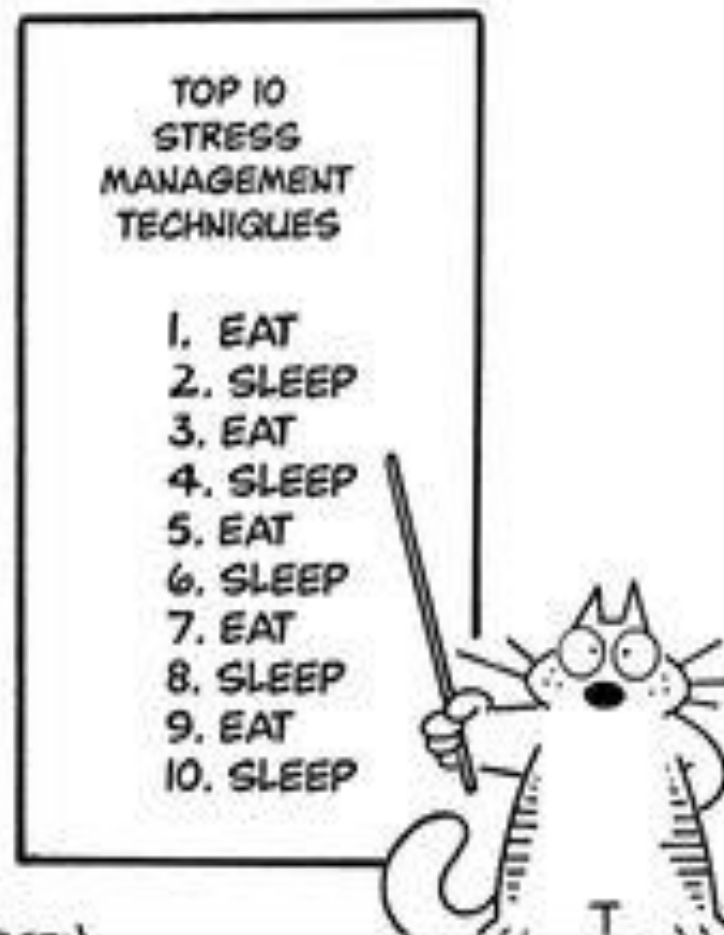 TOP 10
STRESS
MANAGEMENT
TECHNIQUES
1. EAT
2. SLEEP
3. EAT
4. SLEEP
5. EAT
6. SLEEP
7. EAT
8. SLEEP
9. EAT
10. SLEEP